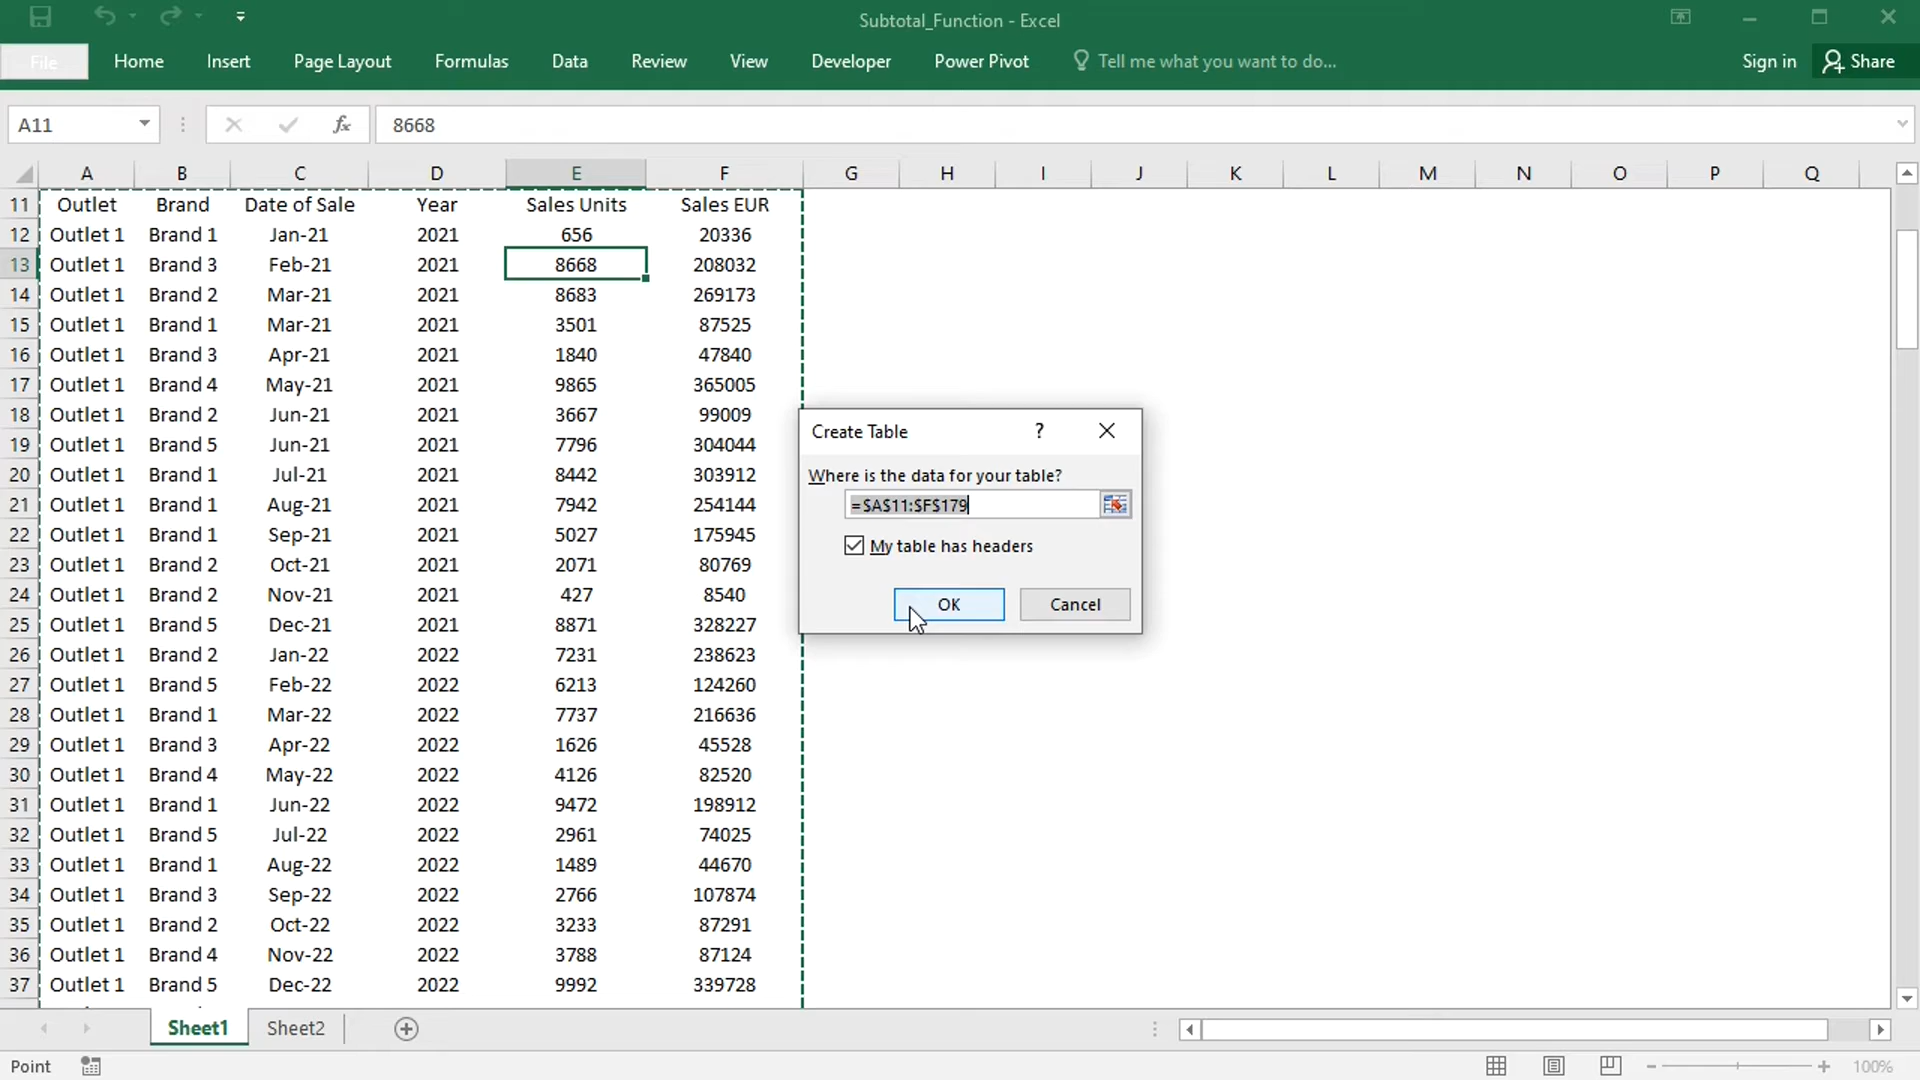 Subtotal_Function - Excel
File Home Insert Page Layout Formulas Data Review View Developer Power Pivot Tell me what you want to do... Sign in Share
A11 fx 8668
A B C D E F G H I J K L M N O P Q
11 Outlet Brand Date of Sale Year Sales Units Sales EUR
12 Outlet 1 Brand 1 Jan-21 2021 656 20336
13 Outlet 1 Brand 3 Feb-21 2021 8668 208032
14 Outlet 1 Brand 2 Mar-21 2021 8683 269173
15 Outlet 1 Brand 1 Mar-21 2021 3501 87525
16 Outlet 1 Brand 3 Apr-21 2021 1840 47840
17 Outlet 1 Brand 4 May-21 2021 9865 365005
18 Outlet 1 Brand 2 Jun-21 2021 3667 99009
19 Outlet 1 Brand 5 Jun-21 2021 7796 304044
20 Outlet 1 Brand 1 Jul-21 2021 8442 303912
21 Outlet 1 Brand 1 Aug-21 2021 7942 254144
22 Outlet 1 Brand 1 Sep-21 2021 5027 175945
23 Outlet 1 Brand 2 Oct-21 2021 2071 80769
24 Outlet 1 Brand 2 Nov-21 2021 427 8540
25 Outlet 1 Brand 5 Dec-21 2021 8871 328227
26 Outlet 1 Brand 2 Jan-22 2022 7231 238623
27 Outlet 1 Brand 5 Feb-22 2022 6213 124260
28 Outlet 1 Brand 1 Mar-22 2022 7737 216636
29 Outlet 1 Brand 3 Apr-22 2022 1626 45528
30 Outlet 1 Brand 4 May-22 2022 4126 82520
31 Outlet 1 Brand 1 Jun-22 2022 9472 198912
32 Outlet 1 Brand 5 Jul-22 2022 2961 74025
33 Outlet 1 Brand 1 Aug-22 2022 1489 44670
34 Outlet 1 Brand 3 Sep-22 2022 2766 107874
35 Outlet 1 Brand 2 Oct-22 2022 3233 87291
36 Outlet 1 Brand 4 Nov-22 2022 3788 87124
37 Outlet 1 Brand 5 Dec-22 2022 9992 339728
Create Table ?
Where is the data for your table?
=$A$11:$F$179
My table has headers
OK Cancel
Sheet1 Sheet2
Point 100%